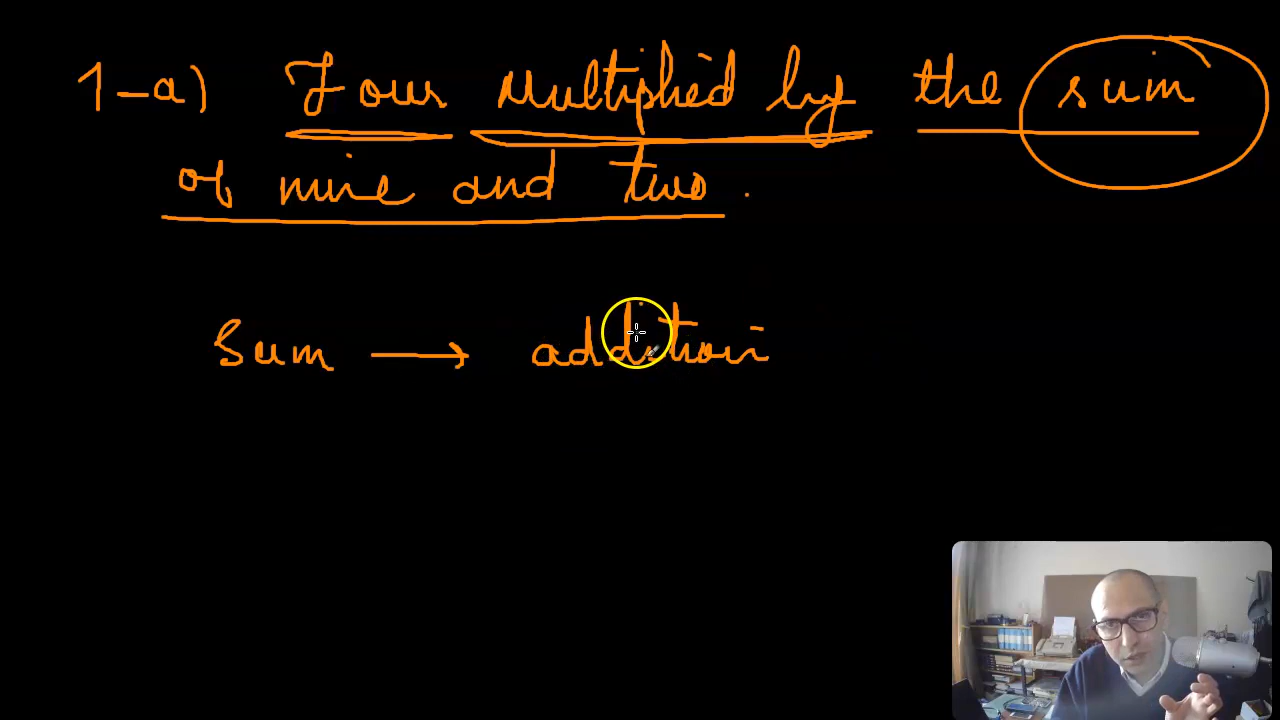 1-a) Four Multiplied by the sum
of nine and two.
Sum → addition